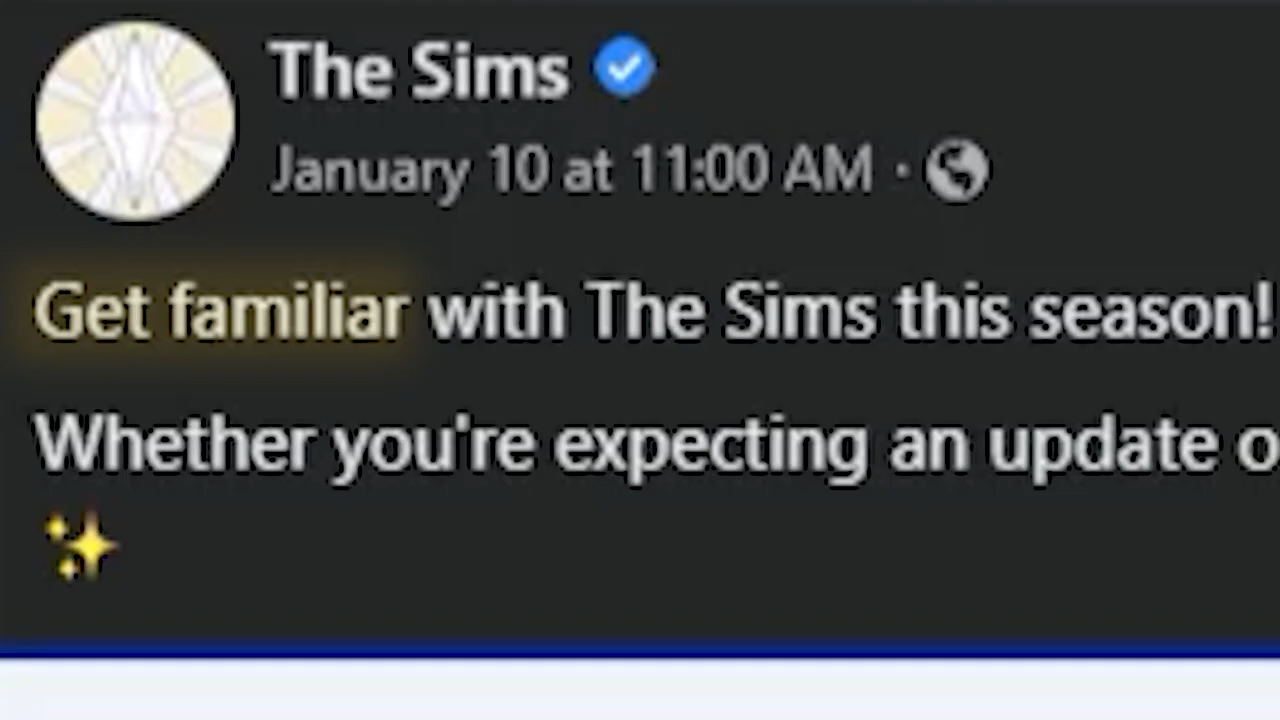 The Sims
January 10 at 11:00 AM ·
Get familiar with The Sims this season!
Whether you're expecting an update o
✨